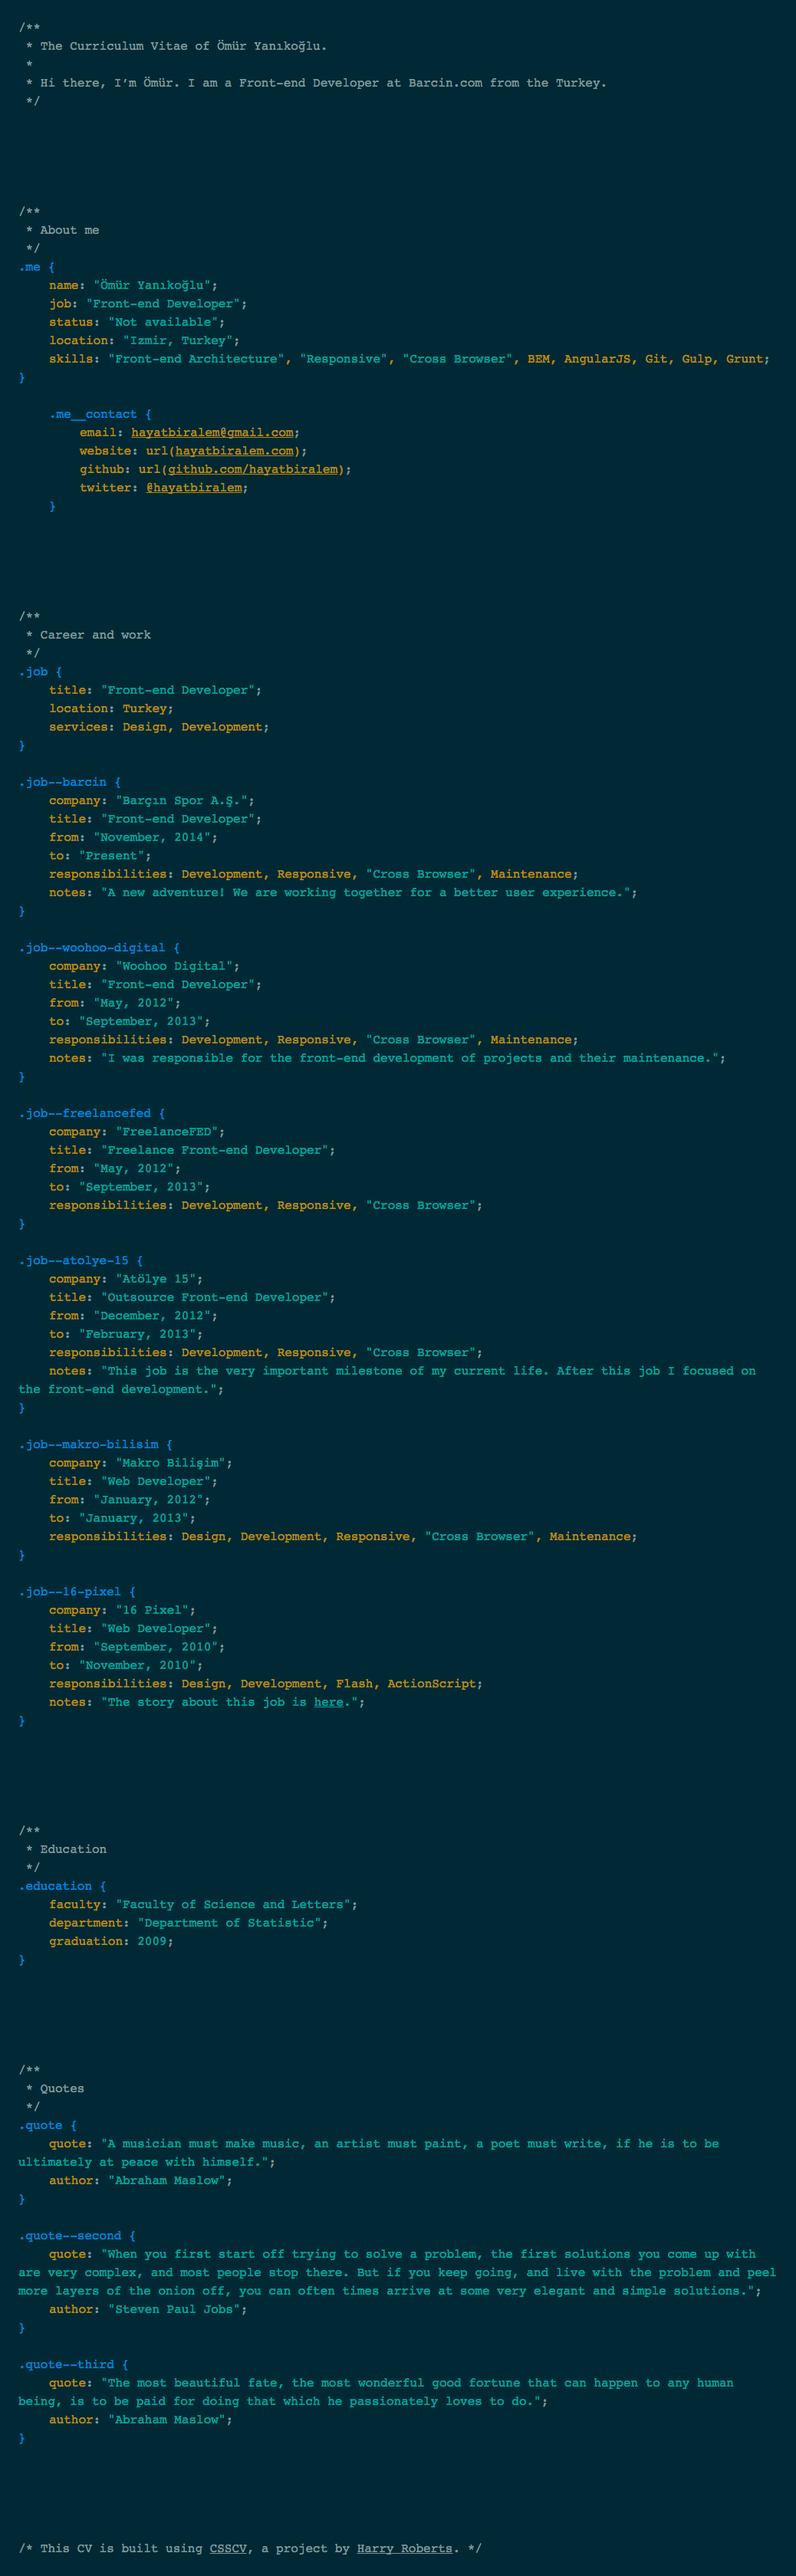 /**
 * The Curriculum Vitae of Ömür Yanıkoğlu.
 *
 * Hi there, I’m Ömür. I am a Front-end Developer at Barcin.com from the Turkey.
 */
/**
 * About me
 */
.me {
    name: "Ömür Yanıkoğlu";
    job: "Front-end Developer";
    status: "Not available";
    location: "Izmir, Turkey";
    skills: "Front-end Architecture", "Responsive", "Cross Browser", BEM, AngularJS, Git, Gulp, Grunt;
}
    .me__contact {
        email: hayatbiralem@gmail.com;
        website: url(hayatbiralem.com);
        github: url(github.com/hayatbiralem);
        twitter: @hayatbiralem;
    }
/**
 * Career and work
 */
.job {
    title: "Front-end Developer";
    location: Turkey;
    services: Design, Development;
}
.job--barcin {
    company: "Barçın Spor A.Ş.";
    title: "Front-end Developer";
    from: "November, 2014";
    to: "Present";
    responsibilities: Development, Responsive, "Cross Browser", Maintenance;
    notes: "A new adventure! We are working together for a better user experience.";
}
.job--woohoo-digital {
    company: "Woohoo Digital";
    title: "Front-end Developer";
    from: "May, 2012";
    to: "September, 2013";
    responsibilities: Development, Responsive, "Cross Browser", Maintenance;
    notes: "I was responsible for the front-end development of projects and their maintenance.";
}
.job--freelancefed {
    company: "FreelanceFED";
    title: "Freelance Front-end Developer";
    from: "May, 2012";
    to: "September, 2013";
    responsibilities: Development, Responsive, "Cross Browser";
}
.job--atolye-15 {
    company: "Atölye 15";
    title: "Outsource Front-end Developer";
    from: "December, 2012";
    to: "February, 2013";
    responsibilities: Development, Responsive, "Cross Browser";
    notes: "This job is the very important milestone of my current life. After this job I focused on
the front-end development.";
}
.job--makro-bilisim {
    company: "Makro Bilişim";
    title: "Web Developer";
    from: "January, 2012";
    to: "January, 2013";
    responsibilities: Design, Development, Responsive, "Cross Browser", Maintenance;
}
.job--16-pixel {
    company: "16 Pixel";
    title: "Web Developer";
    from: "September, 2010";
    to: "November, 2010";
    responsibilities: Design, Development, Flash, ActionScript;
    notes: "The story about this job is here.";
}
/**
 * Education
 */
.education {
    faculty: "Faculty of Science and Letters";
    department: "Department of Statistic";
    graduation: 2009;
}
/**
 * Quotes
 */
.quote {
    quote: "A musician must make music, an artist must paint, a poet must write, if he is to be
ultimately at peace with himself.";
    author: "Abraham Maslow";
}
.quote--second {
    quote: "When you first start off trying to solve a problem, the first solutions you come up with
are very complex, and most people stop there. But if you keep going, and live with the problem and peel
more layers of the onion off, you can often times arrive at some very elegant and simple solutions.";
    author: "Steven Paul Jobs";
}
.quote--third {
    quote: "The most beautiful fate, the most wonderful good fortune that can happen to any human
being, is to be paid for doing that which he passionately loves to do.";
    author: "Abraham Maslow";
}
/* This CV is built using CSSCV, a project by Harry Roberts. */